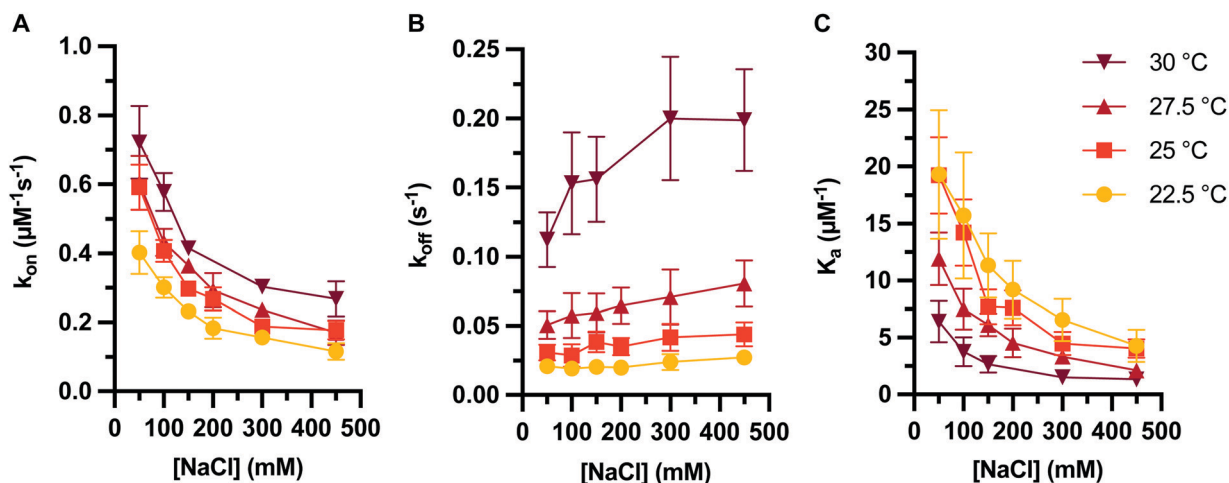 A
1.0
0.8
0.6
0.4
0.2
0.0
kon (µM-1s-1)
0 100 200 300 400 500
[NaCl] (mM)
B
0.25
0.20
0.15
0.10
0.05
0.00
koff (s-1)
0 100 200 300 400 500
[NaCl] (mM)
C
30
25
20
15
10
5
0
Ka (µM-1)
0 100 200 300 400 500
[NaCl] (mM)
30 °C
27.5 °C
25 °C
22.5 °C